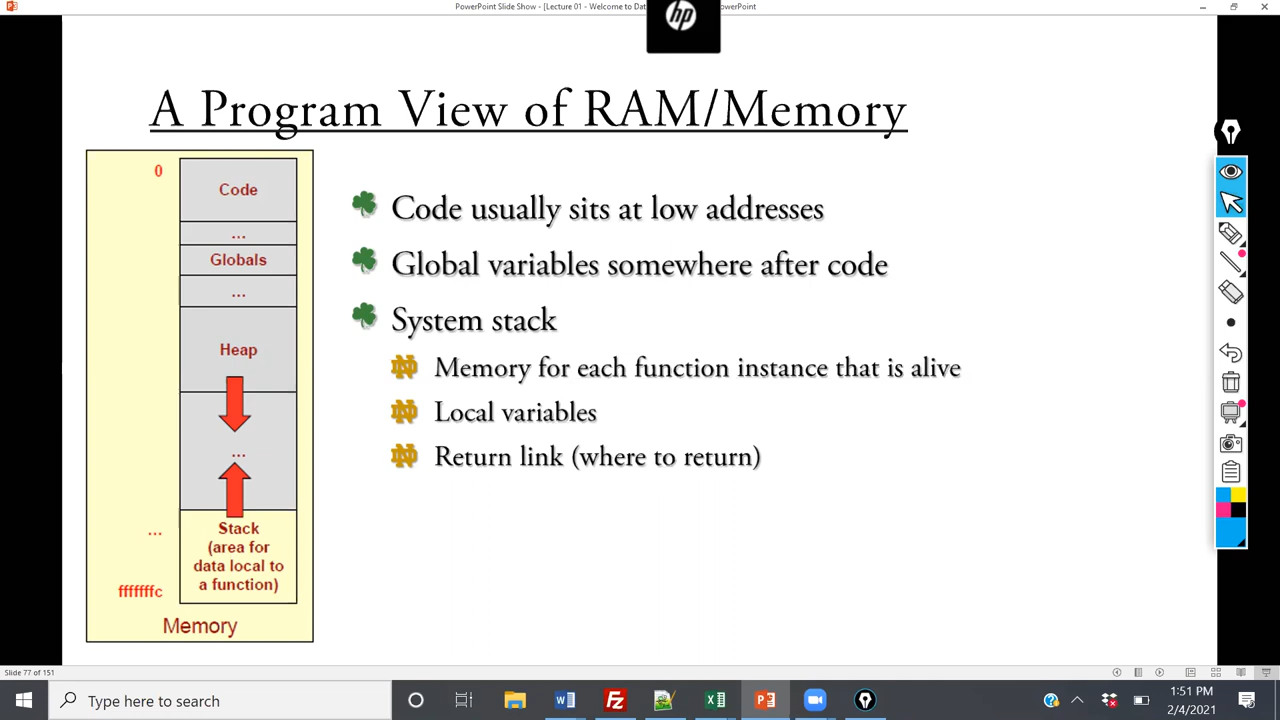 PowerPoint Slide Show - [Lecture 01 - Welcome to Dat
owerPoint
hp
A Program View of RAM/Memory
0
Code
...
Globals
...
Heap
...
...
Stack
(area for
data local to
a function)
fffffffc
Memory
Code usually sits at low addresses
Global variables somewhere after code
System stack
Memory for each function instance that is alive
Local variables
Return link (where to return)
Slide 77 of 151
Type here to search
1:51 PM
2/4/2021